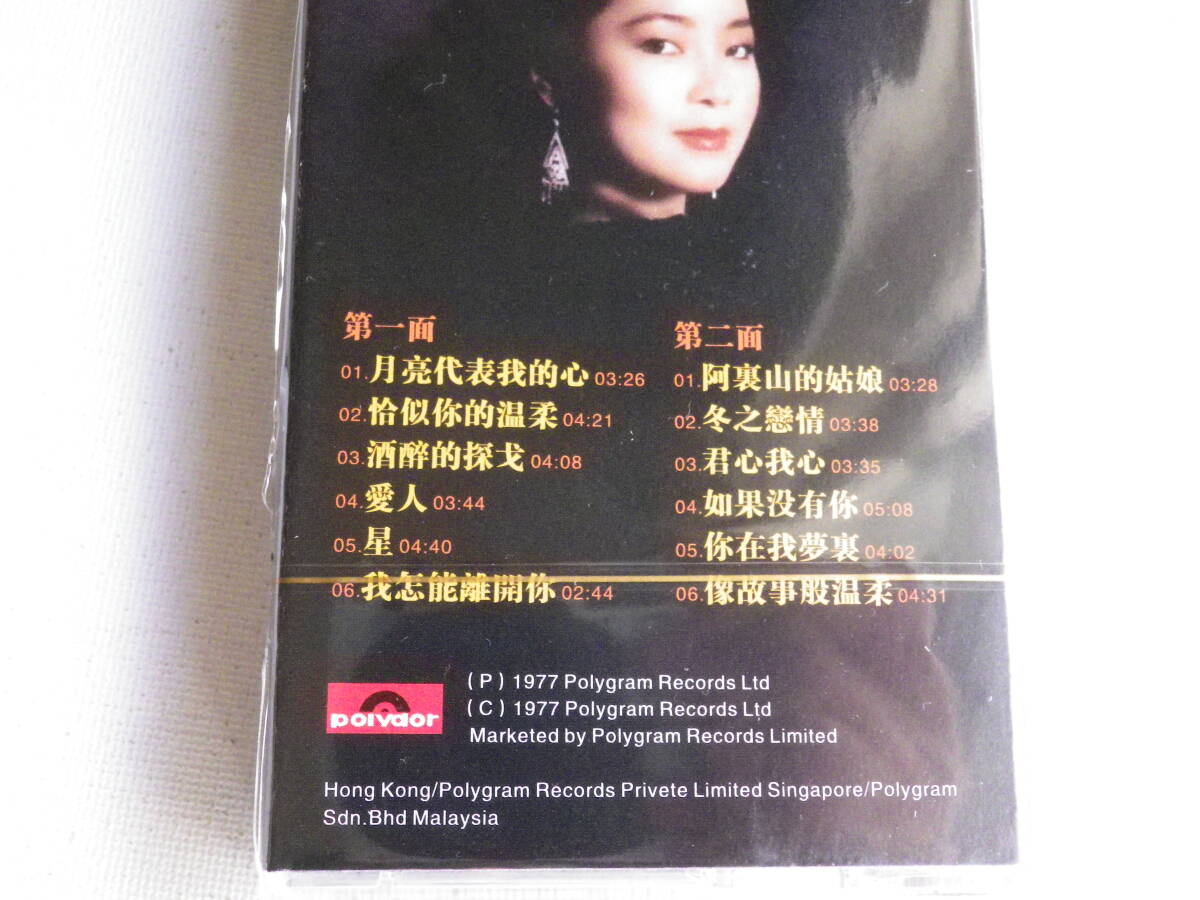 第一面
01.月亮代表我的心 03:26
02.恰似你的温柔 04:21
03.酒醉的探戈 04:08
04.愛人 03:44
05.星 04:40
06.我怎能離開你 02:44
第二面
01.阿裏山的姑娘 03:28
02.冬之戀情 03:38
03.君心我心 03:35
04.如果没有你 05:08
05.你在我夢裏 04:02
06.像故事般温柔 04:31
polydor
(P) 1977 Polygram Records Ltd
(C) 1977 Polygram Records Ltd
Marketed by Polygram Records Limited
Hong Kong/Polygram Records Privete Limited Singapore/Polygram
Sdn.Bhd Malaysia